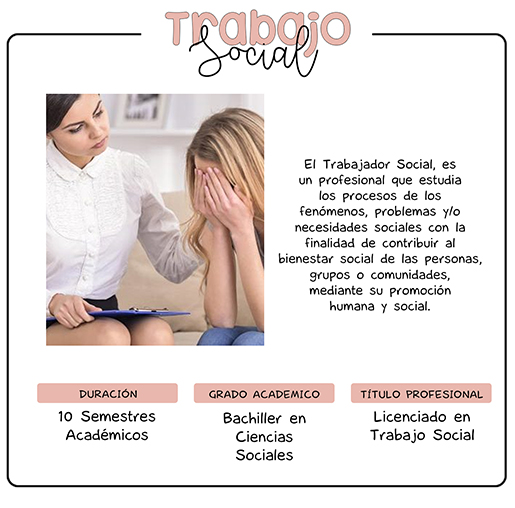 Trabajo
Social
El Trabajador Social, es
un profesional que estudia
los procesos de los
fenómenos, problemas y/o
necesidades sociales con la
finalidad de contribuir al
bienestar social de las personas,
grupos o comunidades,
mediante su promoción
humana y social.
DURACIÓN
10 Semestres
Académicos
GRADO ACADEMICO
Bachiller en
Ciencias
Sociales
TÍTULO PROFESIONAL
Licenciado en
Trabajo Social